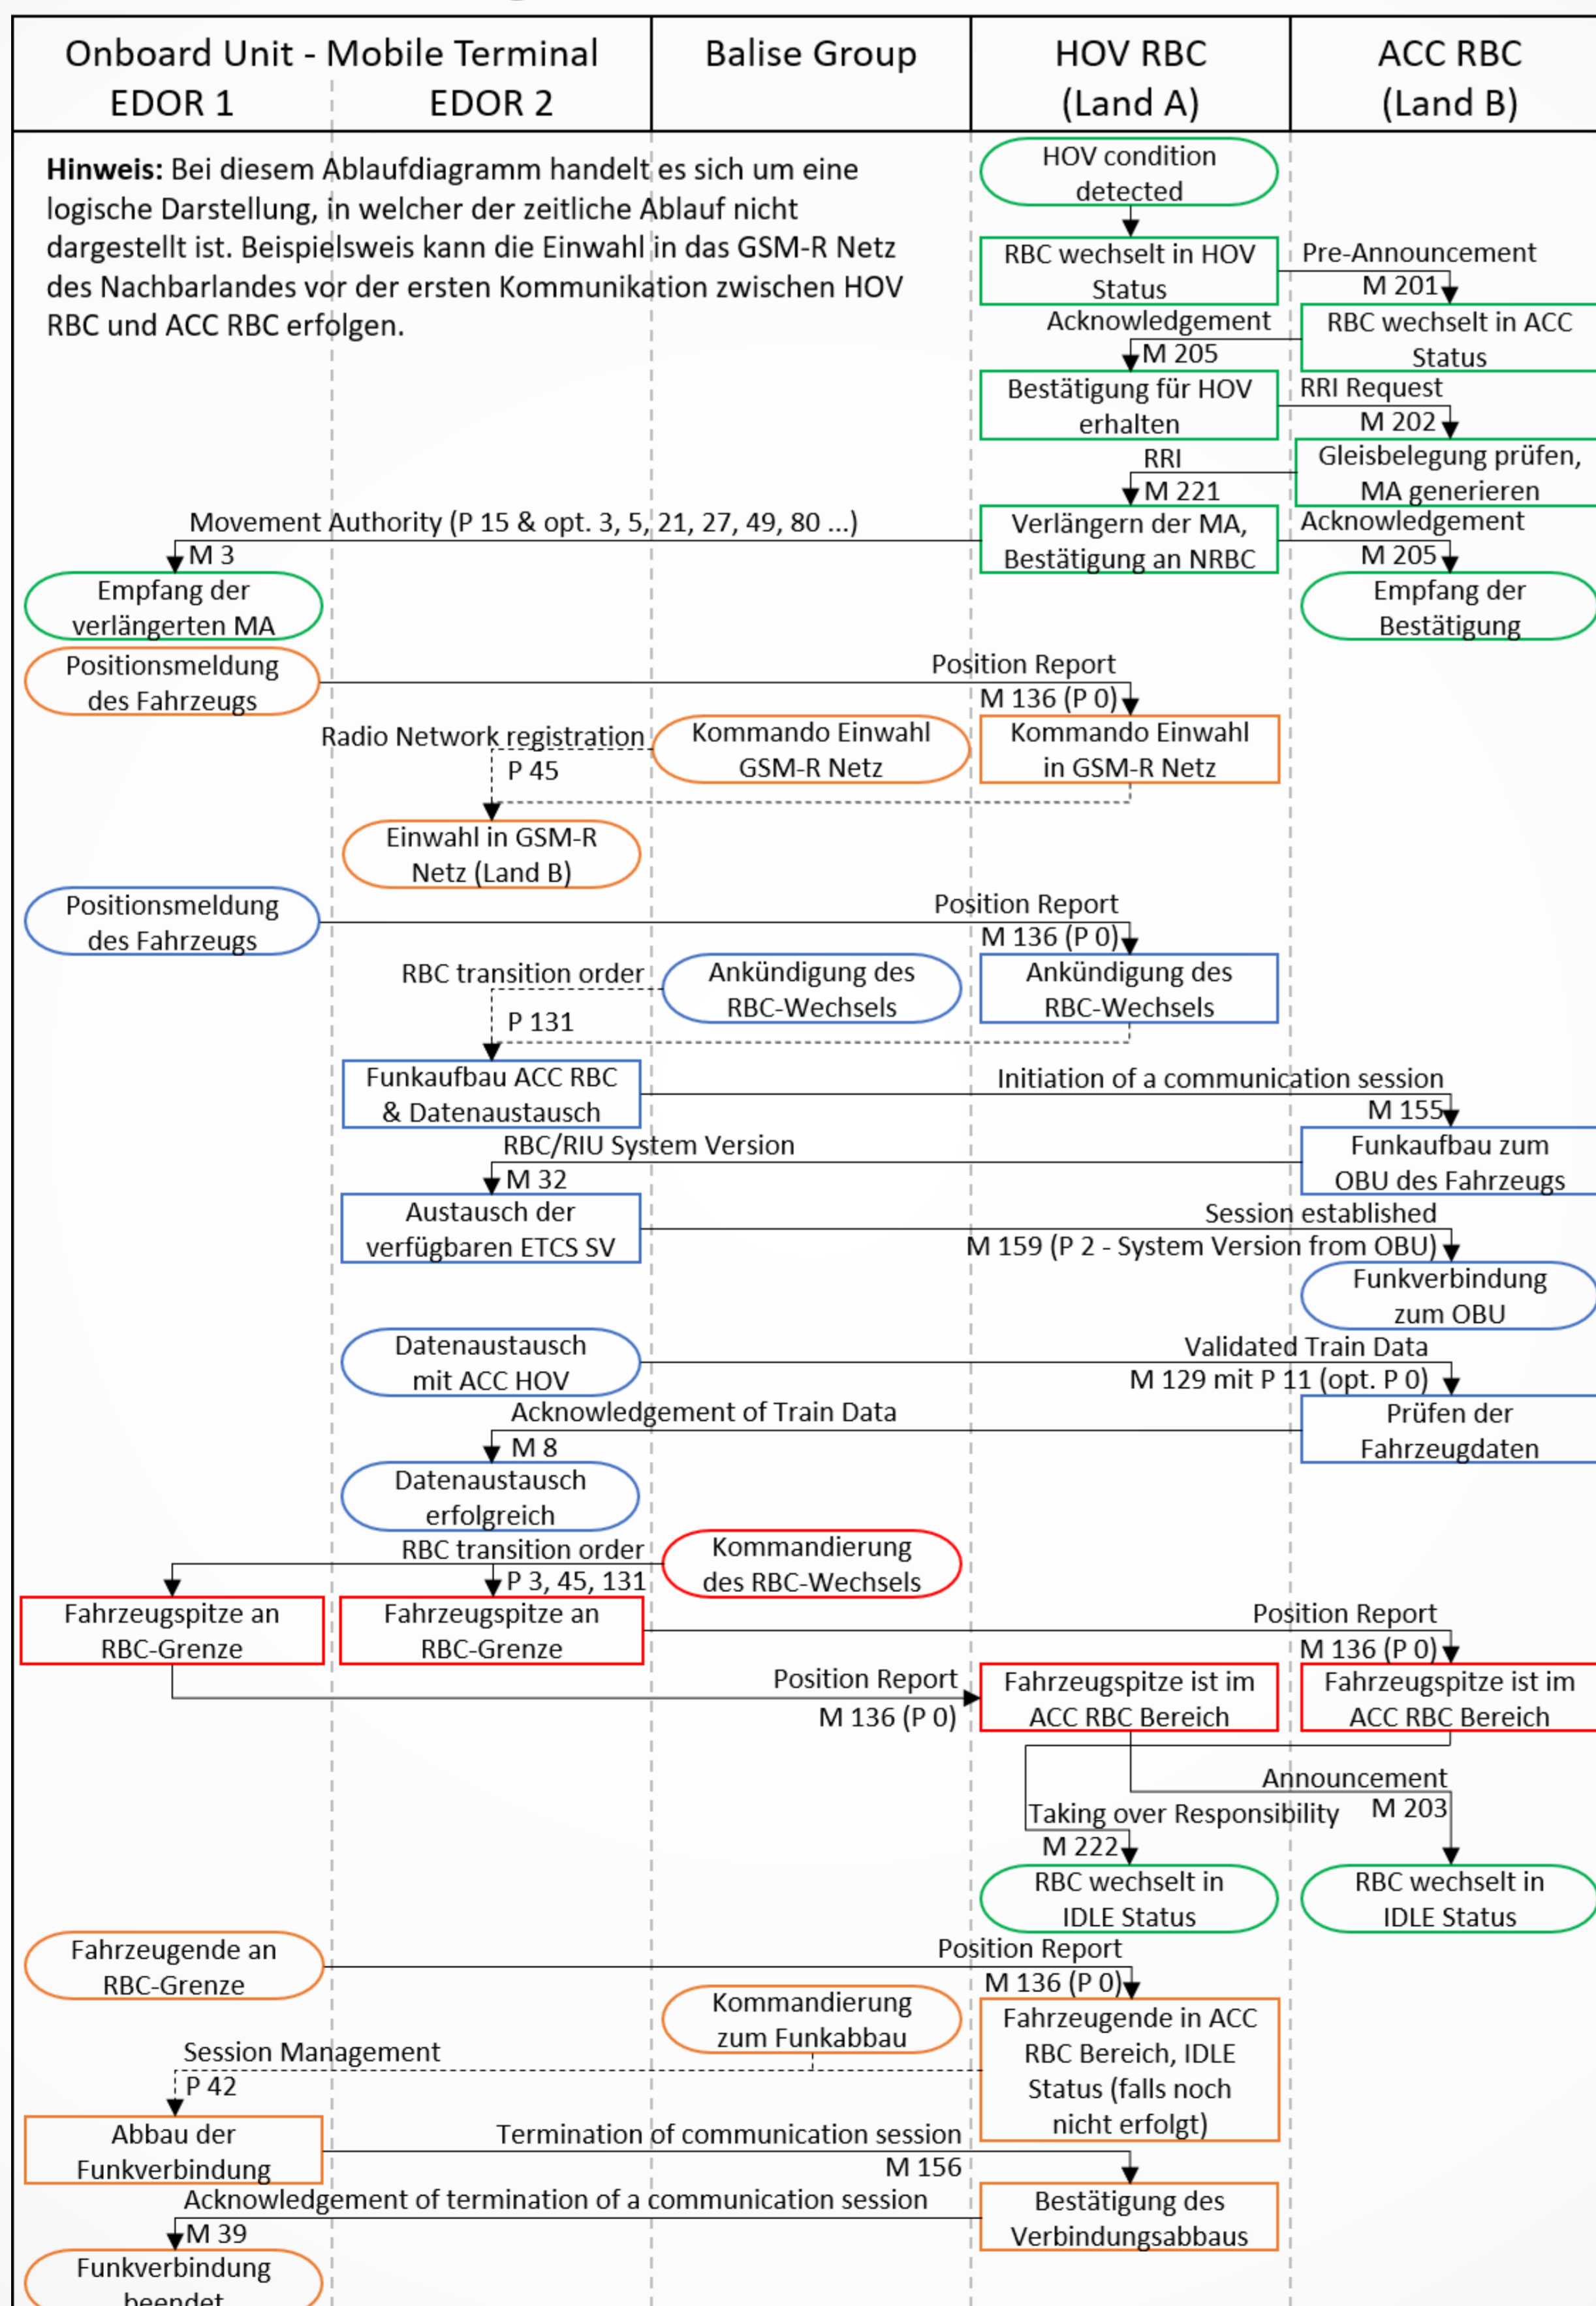 Onboard Unit - Mobile Terminal
EDOR 1
EDOR 2
Balise Group
HOV RBC
(Land A)
ACC RBC
(Land B)
Hinweis: Bei diesem Ablaufdiagramm handelt es sich um eine
logische Darstellung, in welcher der zeitliche Ablauf nicht
dargestellt ist. Beispielsweis kann die Einwahl in das GSM-R Netz
des Nachbarlandes vor der ersten Kommunikation zwischen HOV
RBC und ACC RBC erfolgen.
HOV condition
detected
RBC wechselt in HOV
Status
Pre-Announcement
M 201
RBC wechselt in ACC
Status
Acknowledgement
M 205
Bestätigung für HOV
erhalten
RRI Request
M 202
Gleisbelegung prüfen,
MA generieren
RRI
M 221
Verlängern der MA,
Bestätigung an NRBC
Movement Authority (P 15 & opt. 3, 5, 21, 27, 49, 80 ...)
M 3
Acknowledgement
M 205
Empfang der
verlängerten MA
Empfang der
Bestätigung
Positionsmeldung
des Fahrzeugs
Position Report
M 136 (P 0)
Radio Network registration
P 45
Kommando Einwahl
GSM-R Netz
Kommando Einwahl
in GSM-R Netz
Einwahl in GSM-R
Netz (Land B)
Positionsmeldung
des Fahrzeugs
Position Report
M 136 (P 0)
RBC transition order
P 131
Ankündigung des
RBC-Wechsels
Ankündigung des
RBC-Wechsels
Funkaufbau ACC RBC
& Datenaustausch
Initiation of a communication session
M 155
Funkaufbau zum
OBU des Fahrzeugs
RBC/RIU System Version
M 32
Austausch der
verfügbaren ETCS SV
Session established
M 159 (P 2 - System Version from OBU)
Funkverbindung
zum OBU
Datenaustausch
mit ACC HOV
Validated Train Data
M 129 mit P 11 (opt. P 0)
Prüfen der
Fahrzeugdaten
Acknowledgement of Train Data
M 8
Datenaustausch
erfolgreich
RBC transition order
P 3, 45, 131
Kommandierung
des RBC-Wechsels
Fahrzeugspitze an
RBC-Grenze
Fahrzeugspitze an
RBC-Grenze
Position Report
M 136 (P 0)
Position Report
M 136 (P 0)
Fahrzeugspitze ist im
ACC RBC Bereich
Fahrzeugspitze ist im
ACC RBC Bereich
Announcement
M 203
Taking over Responsibility
M 222
RBC wechselt in
IDLE Status
RBC wechselt in
IDLE Status
Fahrzeugende an
RBC-Grenze
Position Report
M 136 (P 0)
Kommandierung
zum Funkabbau
Fahrzeugende in ACC
RBC Bereich, IDLE
Status (falls noch
nicht erfolgt)
Session Management
P 42
Abbau der
Funkverbindung
Termination of communication session
M 156
Bestätigung des
Verbindungsabbaus
Acknowledgement of termination of a communication session
M 39
Funkverbindung
beendet